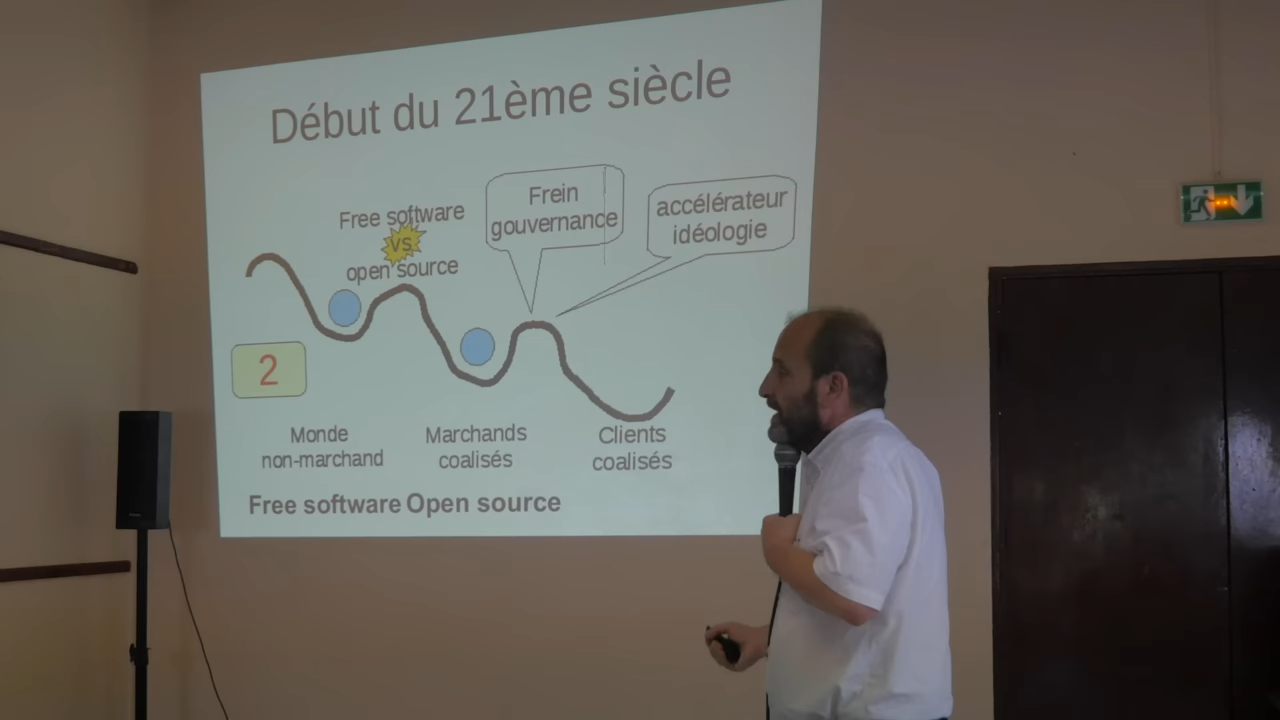 Début du 21ème siècle
Free software
vs
open source
Frein
gouvernance
accélérateur
idéologie
2
Monde
non-marchand
Marchands
coalisés
Clients
coalisés
Free software Open source